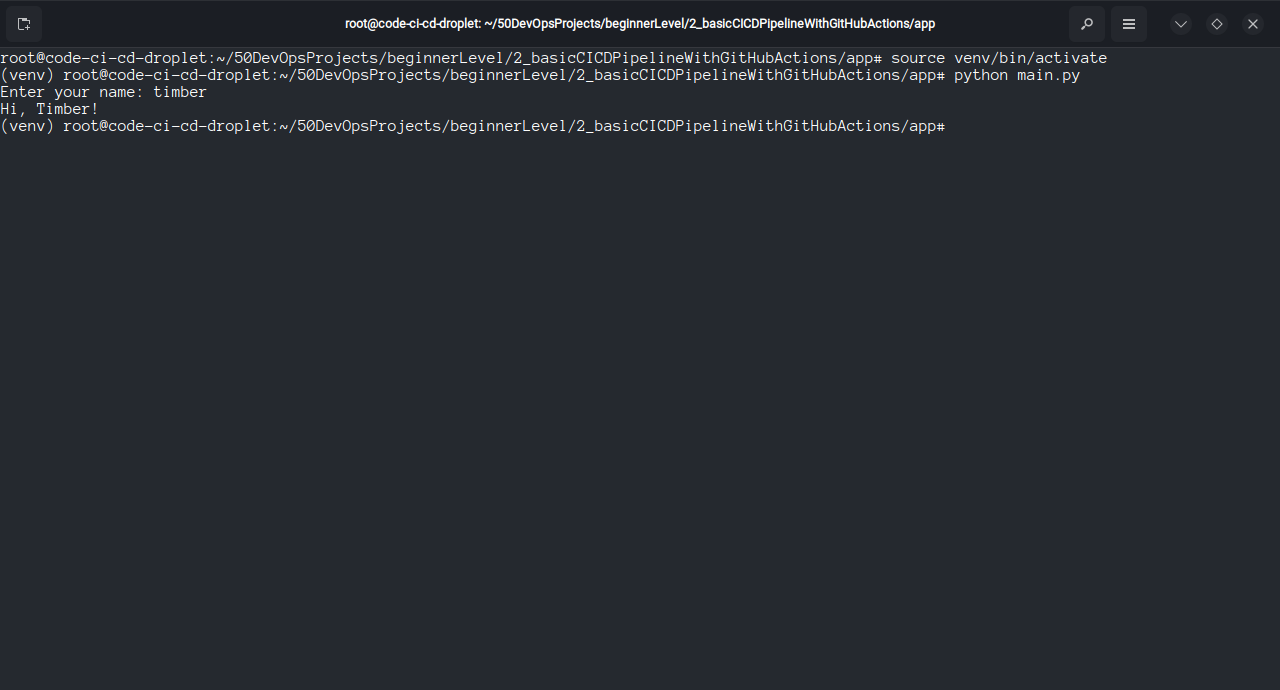 root@code-ci-cd-droplet: ~/50DevOpsProjects/beginnerLevel/2_basicCICDPipelineWithGitHubActions/app
root@code-ci-cd-droplet:~/50DevOpsProjects/beginnerLevel/2_basicCICDPipelineWithGitHubActions/app# source venv/bin/activate
(venv) root@code-ci-cd-droplet:~/50DevOpsProjects/beginnerLevel/2_basicCICDPipelineWithGitHubActions/app# python main.py
Enter your name: timber
Hi, Timber!
(venv) root@code-ci-cd-droplet:~/50DevOpsProjects/beginnerLevel/2_basicCICDPipelineWithGitHubActions/app#